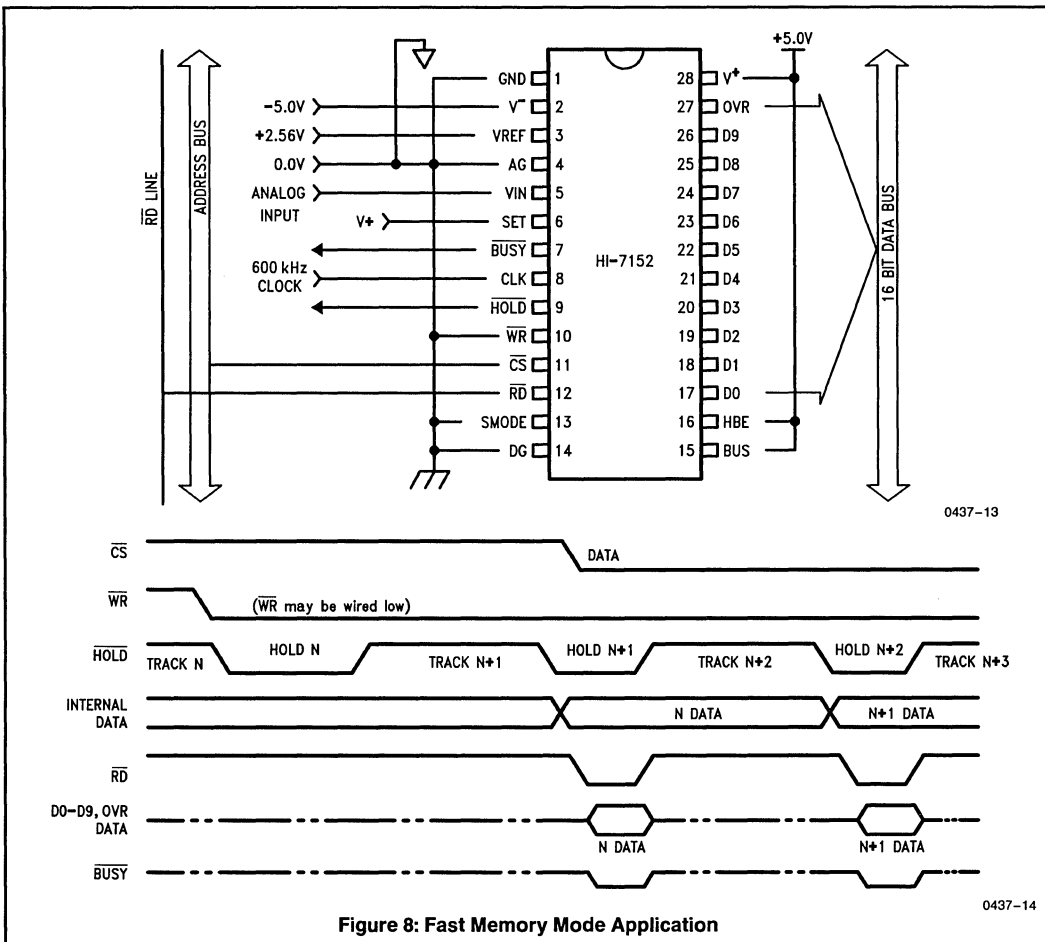 +5.0V
RD LINE
ADDRESS BUS
-5.0V
+2.56V
0.0V
ANALOG
INPUT
V+
600 kHz
CLOCK
GND 1
V- 2
VREF 3
AG 4
VIN 5
SET 6
BUSY 7
CLK 8
HOLD 9
WR 10
CS 11
RD 12
SMODE 13
DG 14
HI-7152
28 V+
27 OVR
26 D9
25 D8
24 D7
23 D6
22 D5
21 D4
20 D3
19 D2
18 D1
17 D0
16 HBE
15 BUS
16 BIT DATA BUS
0437-13
CS DATA
WR (WR may be wired low)
HOLD TRACK N HOLD N TRACK N+1 HOLD N+1 TRACK N+2 HOLD N+2 TRACK N+3
INTERNAL
DATA N DATA N+1 DATA
RD
D0-D9, OVR
DATA
N DATA N+1 DATA
BUSY
0437-14
Figure 8: Fast Memory Mode Application